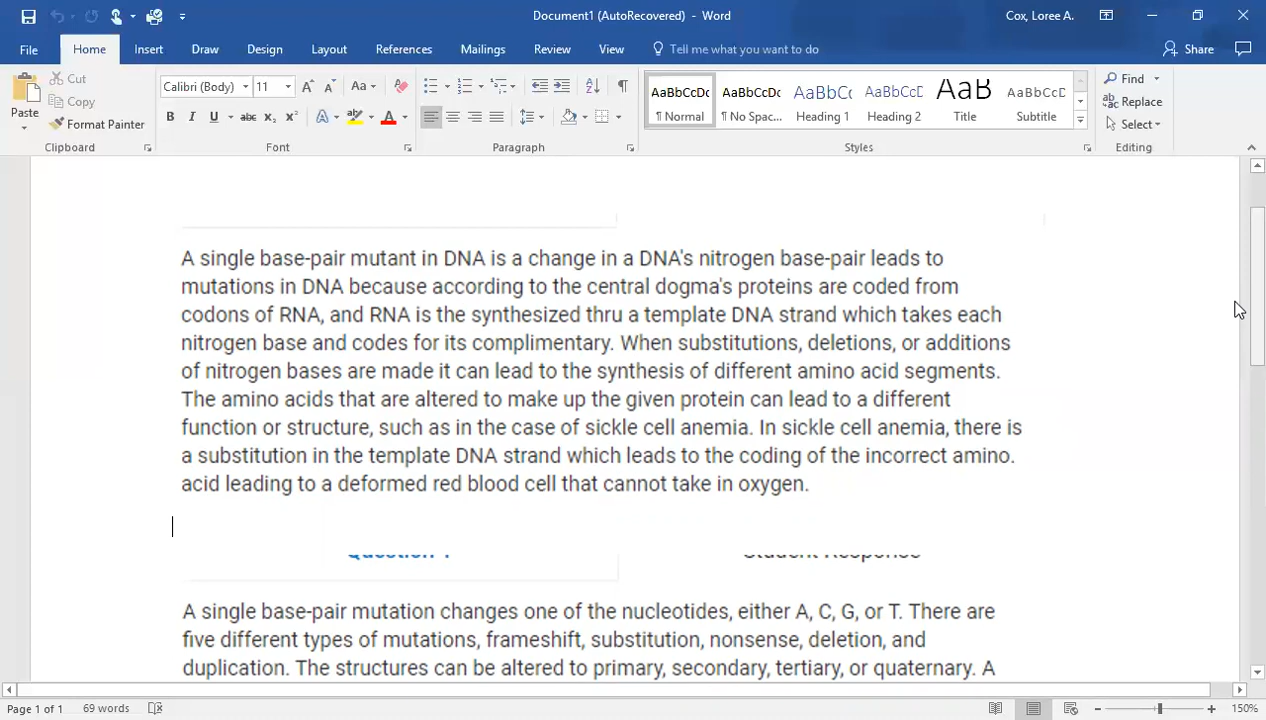 Document1 (AutoRecovered) - Word
Cox, Loree A.
File Home Insert Draw Design Layout References Mailings Review View Tell me what you want to do Share
Paste
Cut
Copy
Format Painter
Clipboard
Calibri (Body) 11
Font
Paragraph
AaBbCcDc AaBbCcDc AaBbCc AaBbCcD AaB AaBbCcD
¶ Normal ¶ No Spac... Heading 1 Heading 2 Title Subtitle
Styles
Find
Replace
Select
Editing
A single base-pair mutant in DNA is a change in a DNA's nitrogen base-pair leads to
mutations in DNA because according to the central dogma's proteins are coded from
codons of RNA, and RNA is the synthesized thru a template DNA strand which takes each
nitrogen base and codes for its complimentary. When substitutions, deletions, or additions
of nitrogen bases are made it can lead to the synthesis of different amino acid segments.
The amino acids that are altered to make up the given protein can lead to a different
function or structure, such as in the case of sickle cell anemia. In sickle cell anemia, there is
a substitution in the template DNA strand which leads to the coding of the incorrect amino.
acid leading to a deformed red blood cell that cannot take in oxygen.
Question 1 Student Response
A single base-pair mutation changes one of the nucleotides, either A, C, G, or T. There are
five different types of mutations, frameshift, substitution, nonsense, deletion, and
duplication. The structures can be altered to primary, secondary, tertiary, or quaternary. A
Page 1 of 1 69 words 150%